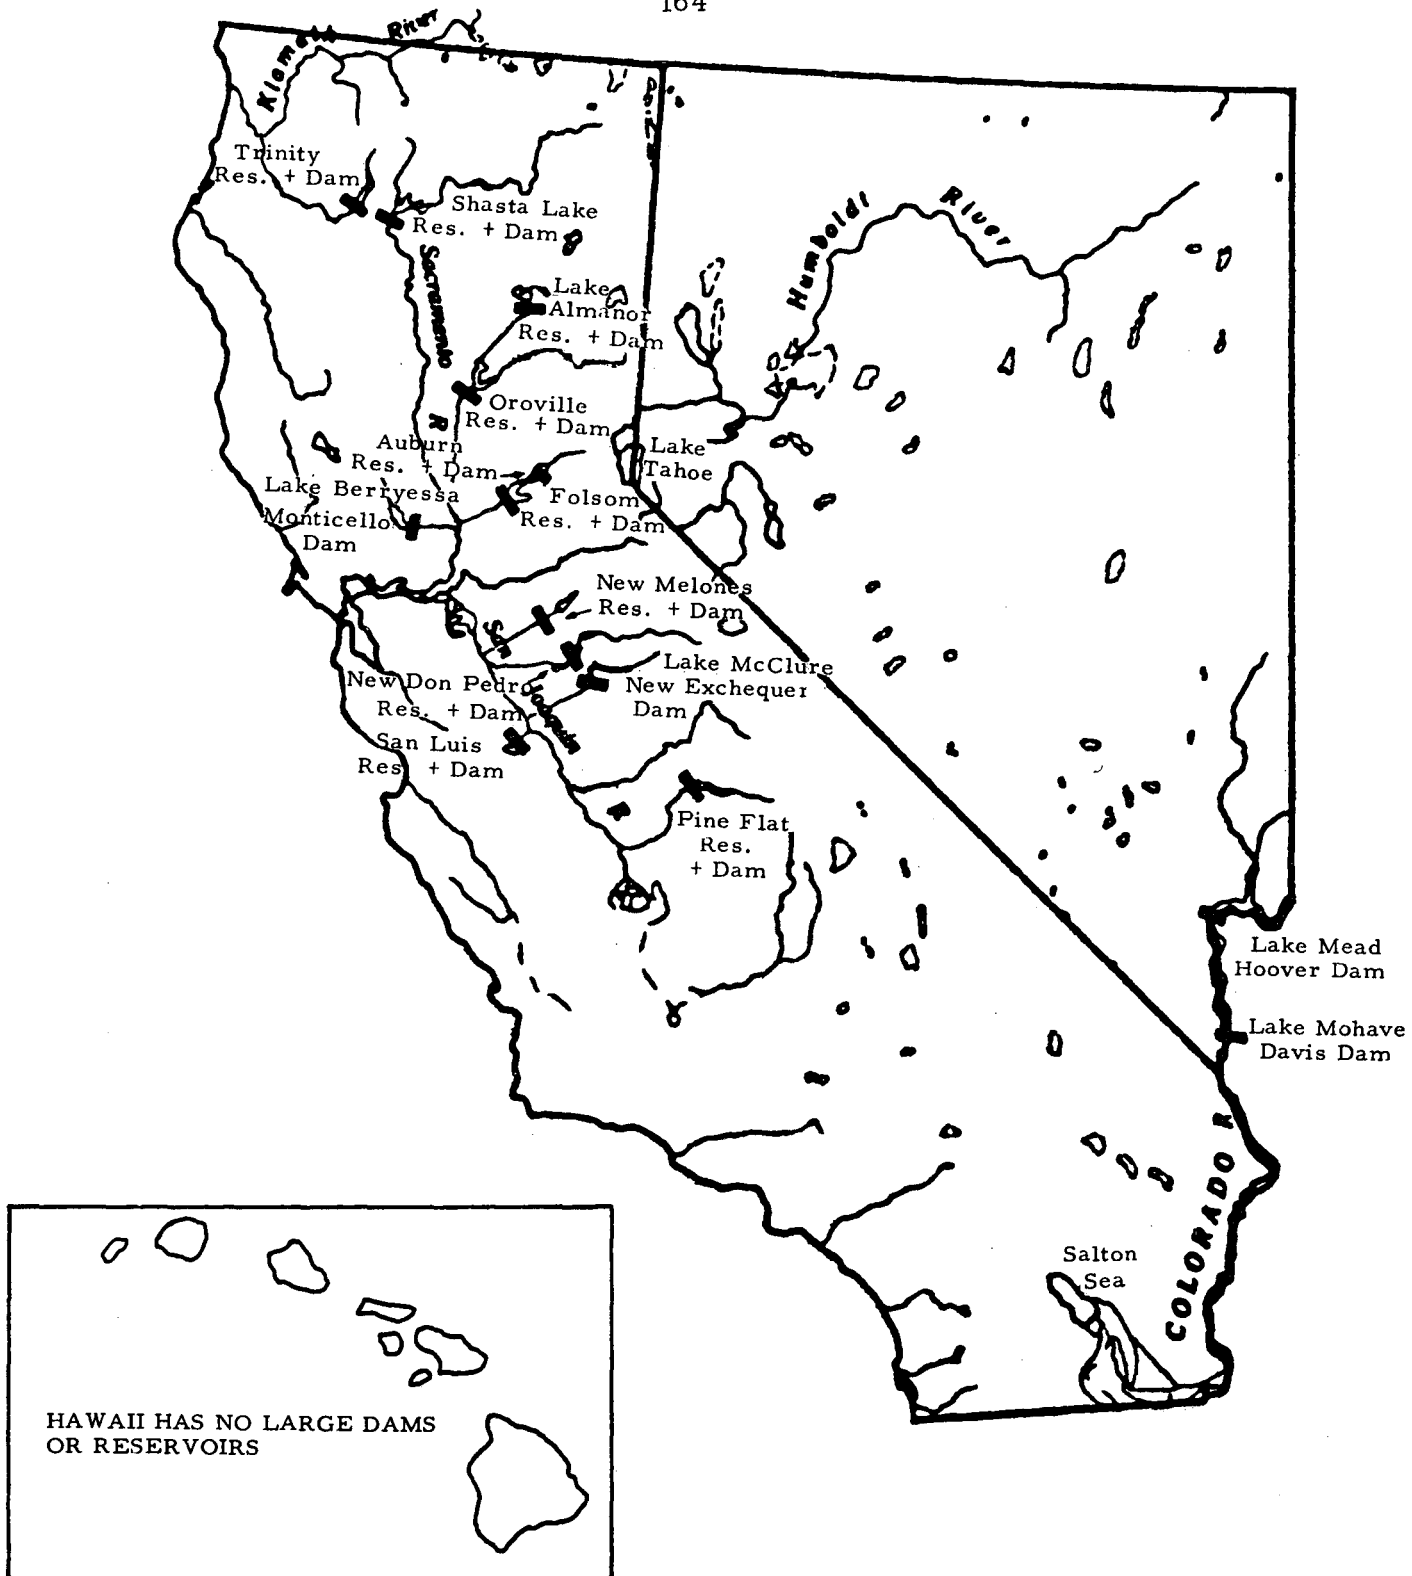 164
Klamath River
Trinity
Res. + Dam
Shasta Lake
Res. + Dam
Humboldt River
Sacramento R
Lake
Almanor
Res. + Dam
Oroville
Res. + Dam
Auburn
Res. + Dam
Lake
Tahoe
Lake Berryessa
Monticello
Dam
Folsom
Res. + Dam
New Melones
Res. + Dam
San Joaquin
Lake McClure
New Exchequer
Dam
New Don Pedro
Res. + Dam
San Luis
Res. + Dam
Pine Flat
Res.
+ Dam
Lake Mead
Hoover Dam
Lake Mohave
Davis Dam
COLORADO R
Salton
Sea
HAWAII HAS NO LARGE DAMS
OR RESERVOIRS